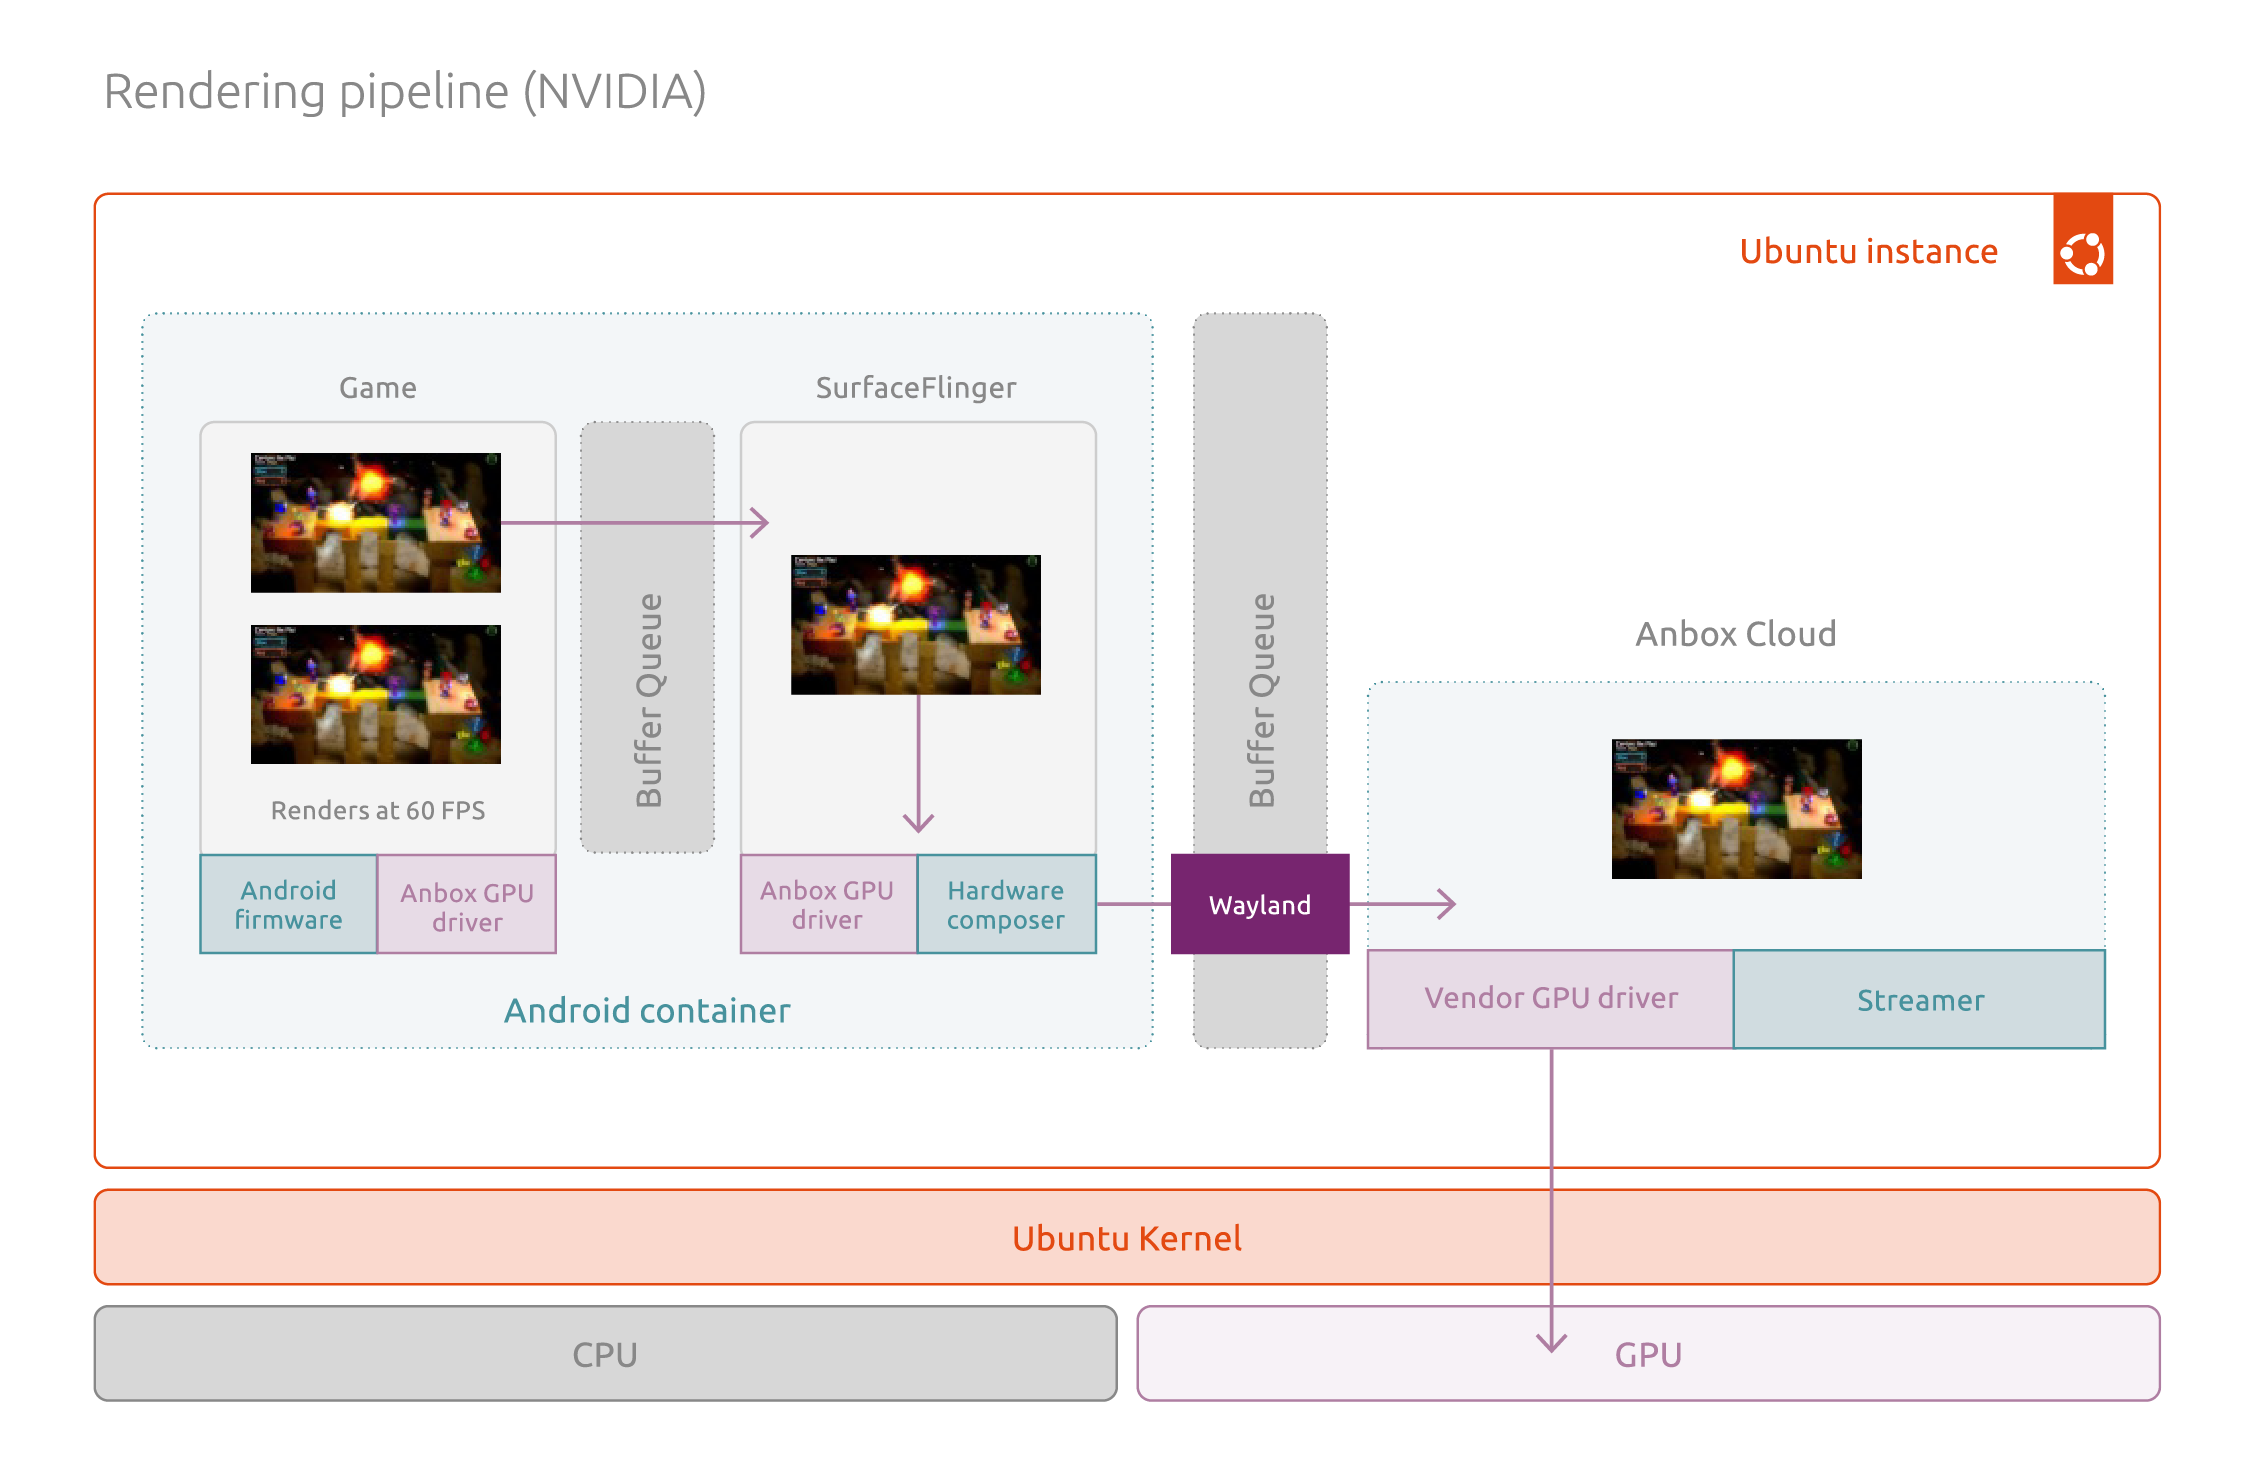 Rendering pipeline (NVIDIA)
Ubuntu instance
Game
SurfaceFlinger
Buffer Queue
Buffer Queue
Renders at 60 FPS
Anbox Cloud
Android
firmware
Anbox GPU
driver
Anbox GPU
driver
Hardware
composer
Wayland
Android container
Vendor GPU driver
Streamer
Ubuntu Kernel
CPU
GPU